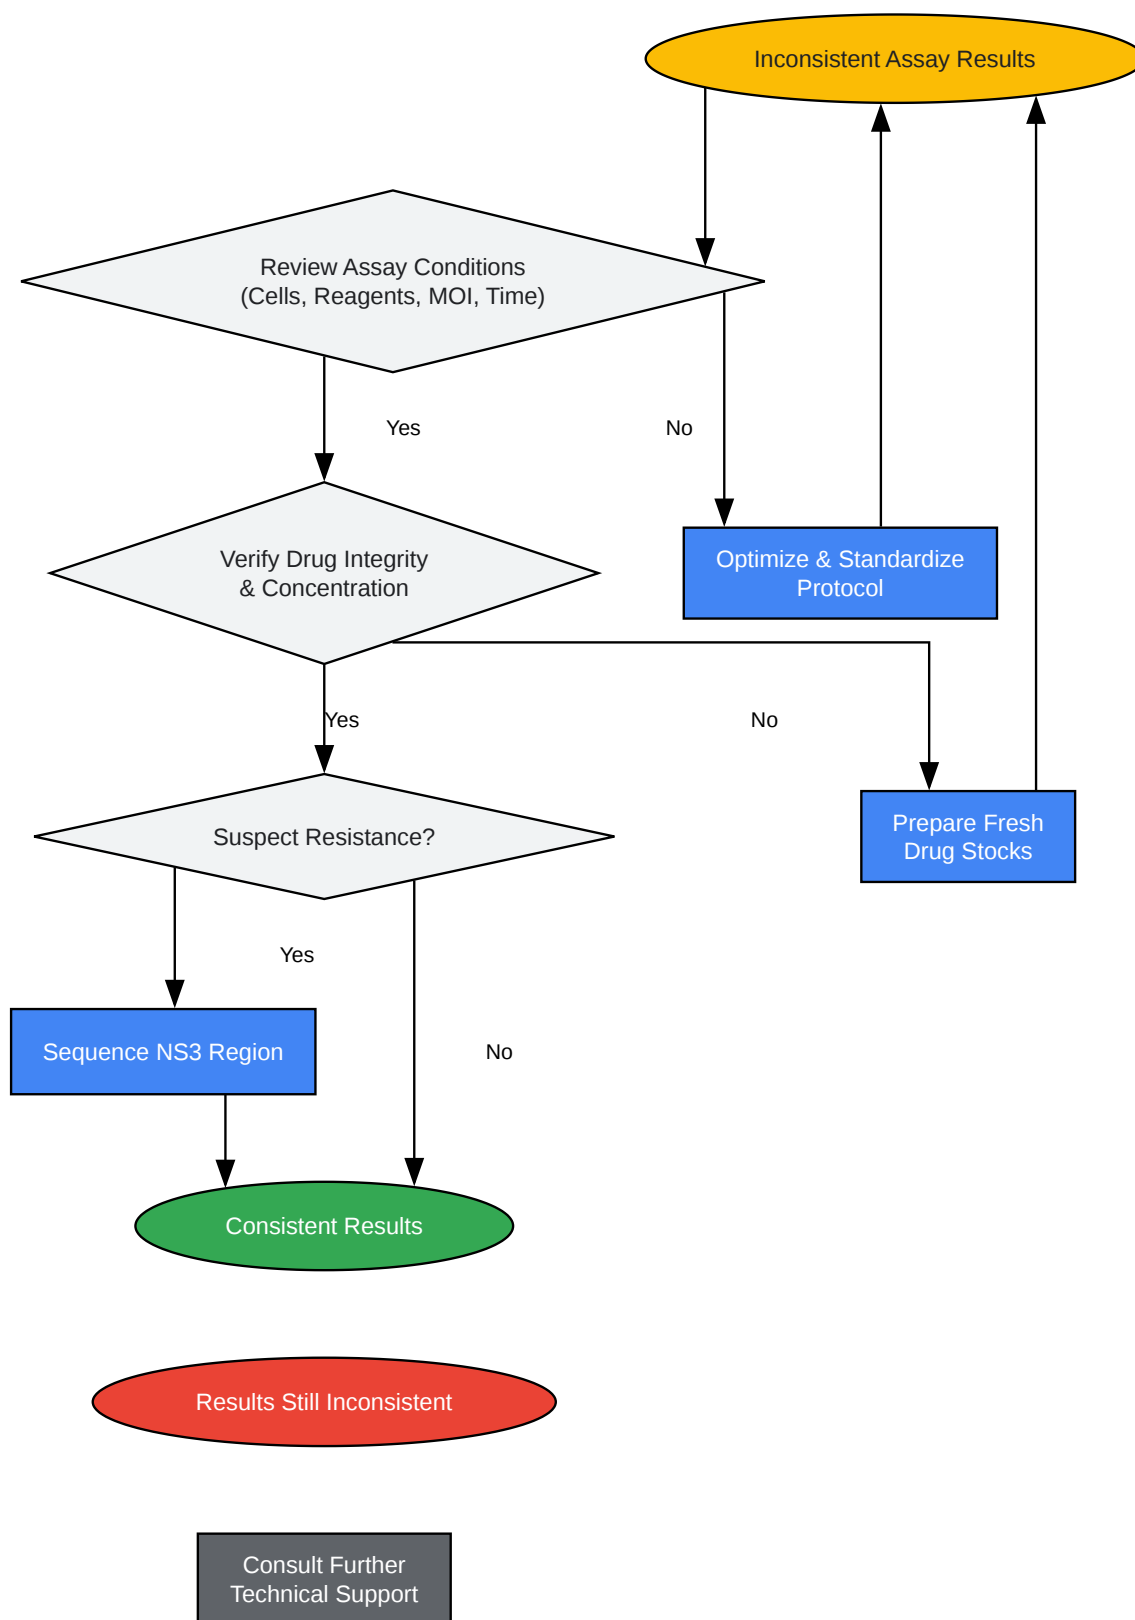 Inconsistent Assay Results
Review Assay Conditions
(Cells, Reagents, MOI, Time)
Yes
No
Verify Drug Integrity
& Concentration
Optimize & Standardize
Protocol
Yes
No
Suspect Resistance?
Prepare Fresh
Drug Stocks
Yes
Sequence NS3 Region
No
Consistent Results
Results Still Inconsistent
Consult Further
Technical Support